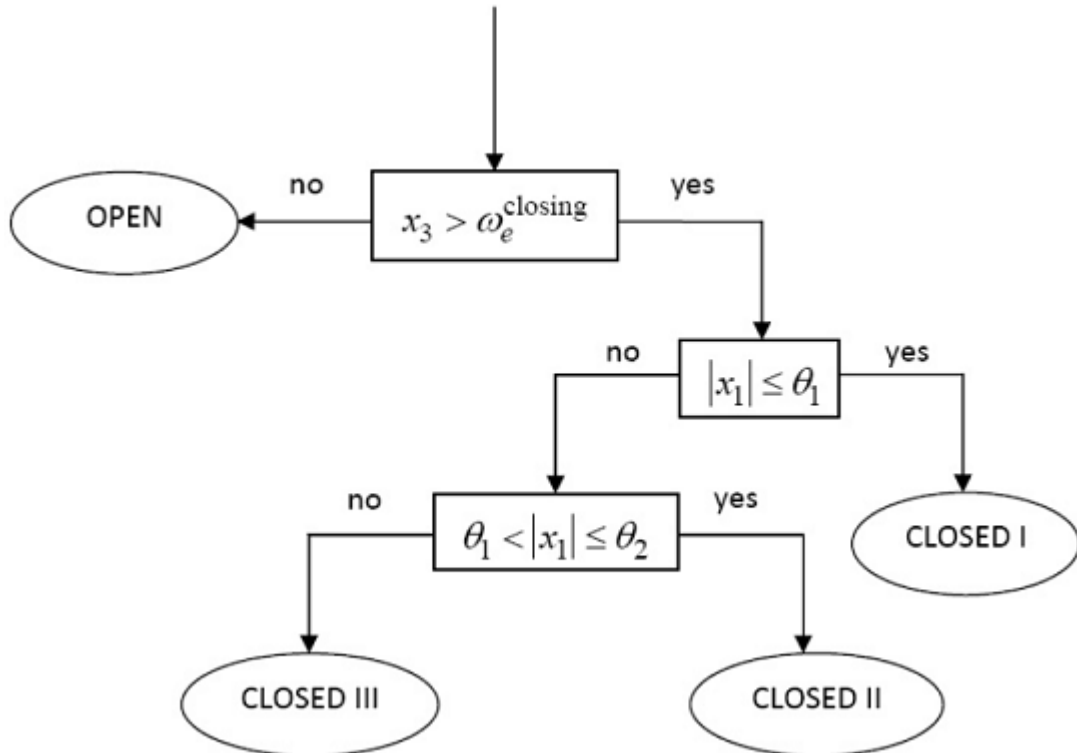 no
yes
OPEN
x₃ > ωₑ^closing
no
yes
|x₁| ≤ θ₁
no
yes
θ₁ < |x₁| ≤ θ₂
CLOSED I
CLOSED III
CLOSED II